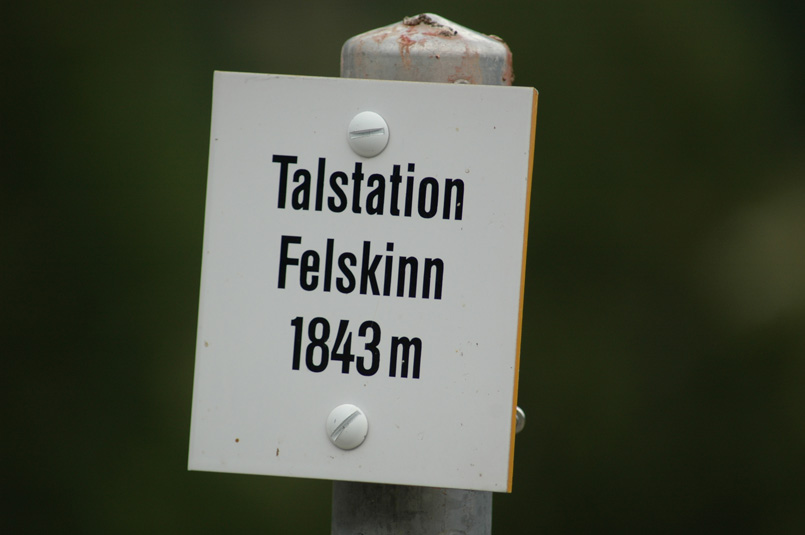 Talstation
Felskinn
1843 m